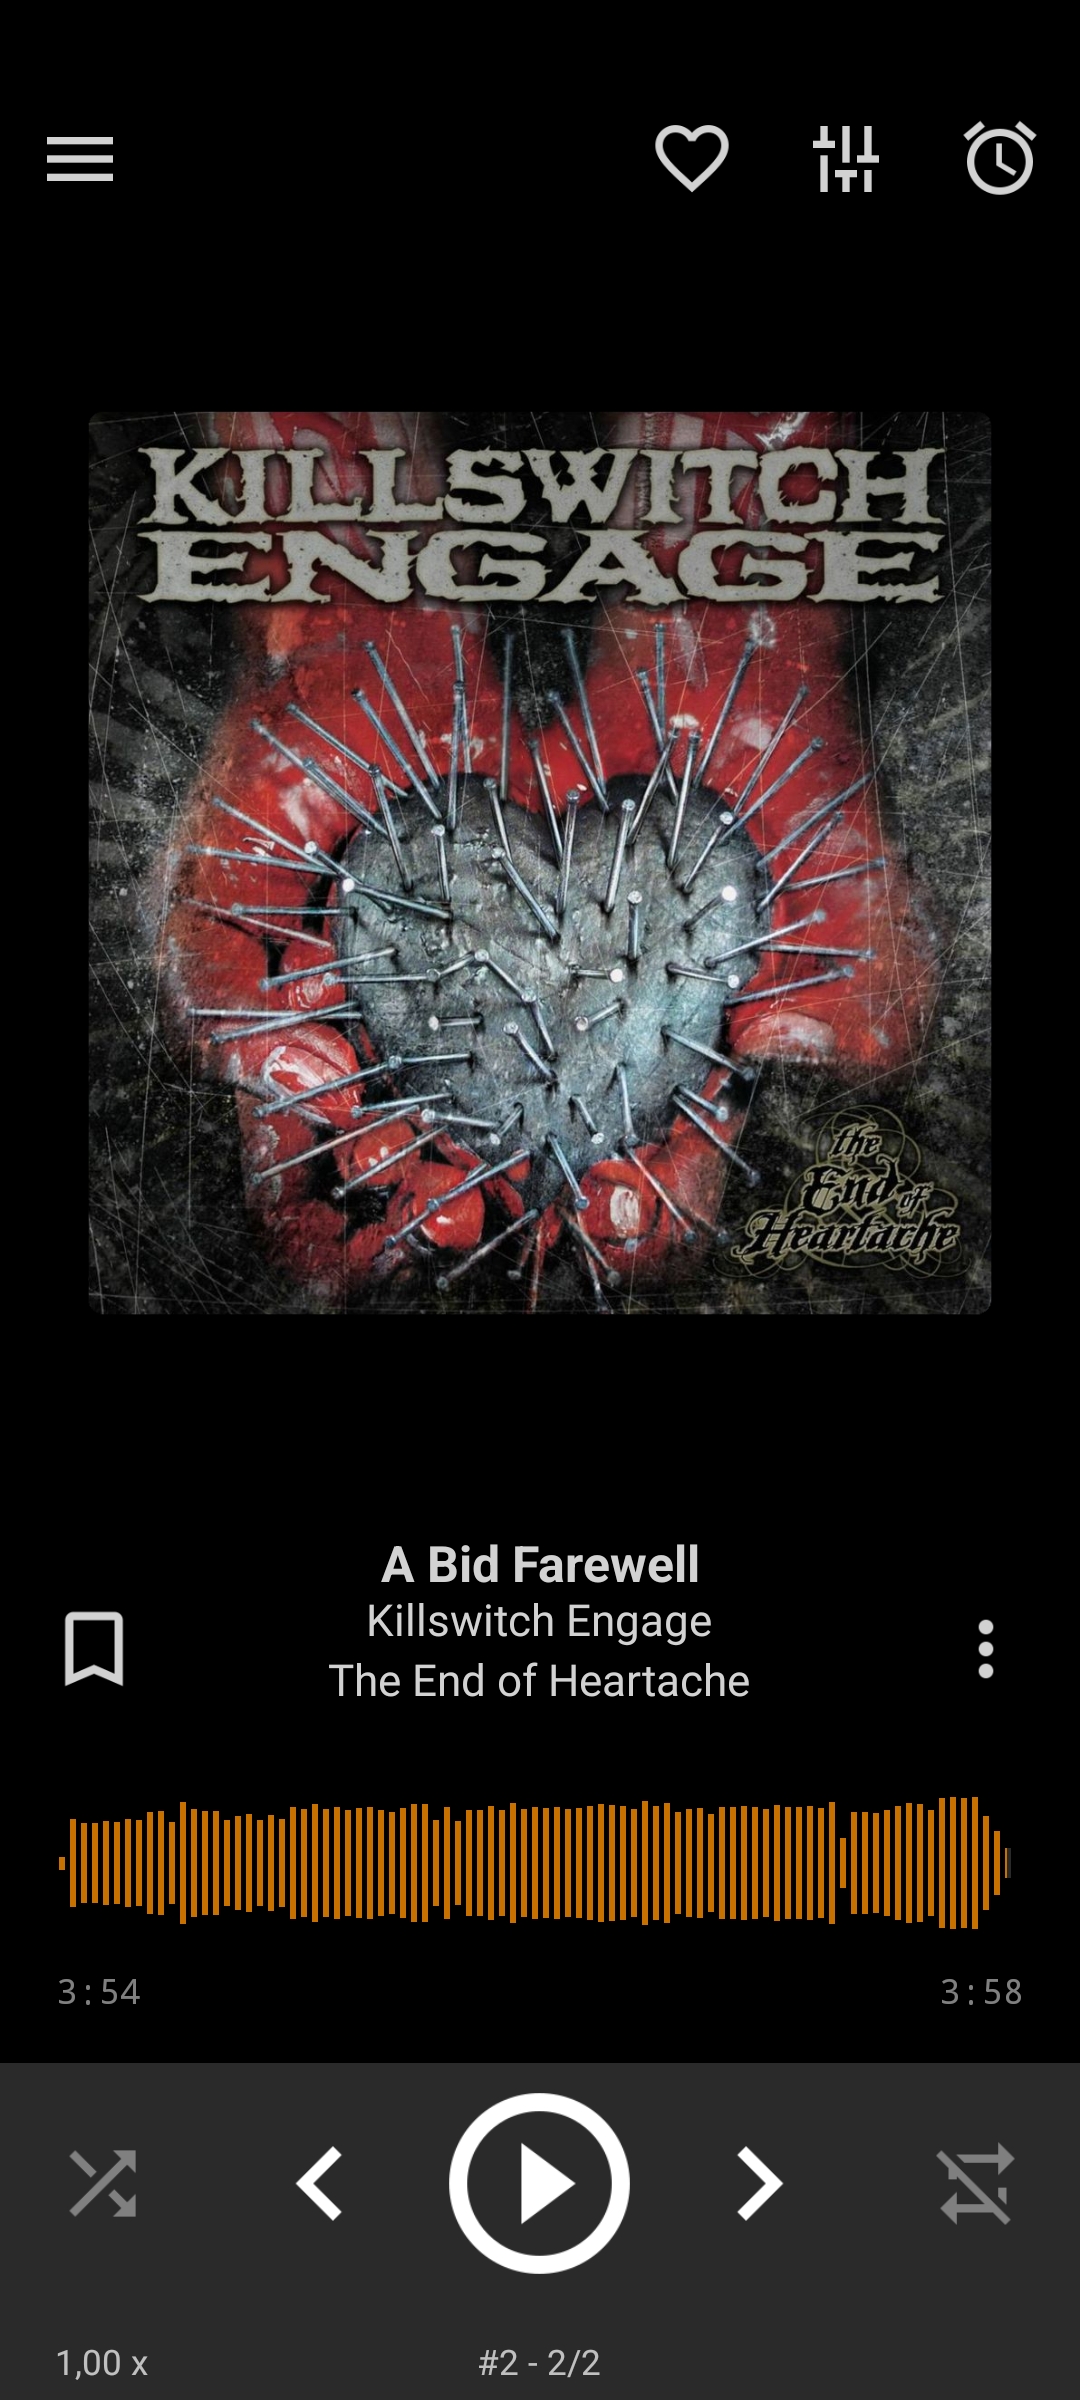 KILLSWITCH
ENGAGE
the
End of
Heartache
A Bid Farewell
Killswitch Engage
The End of Heartache
3:54
3:58
1,00 x
#2 - 2/2